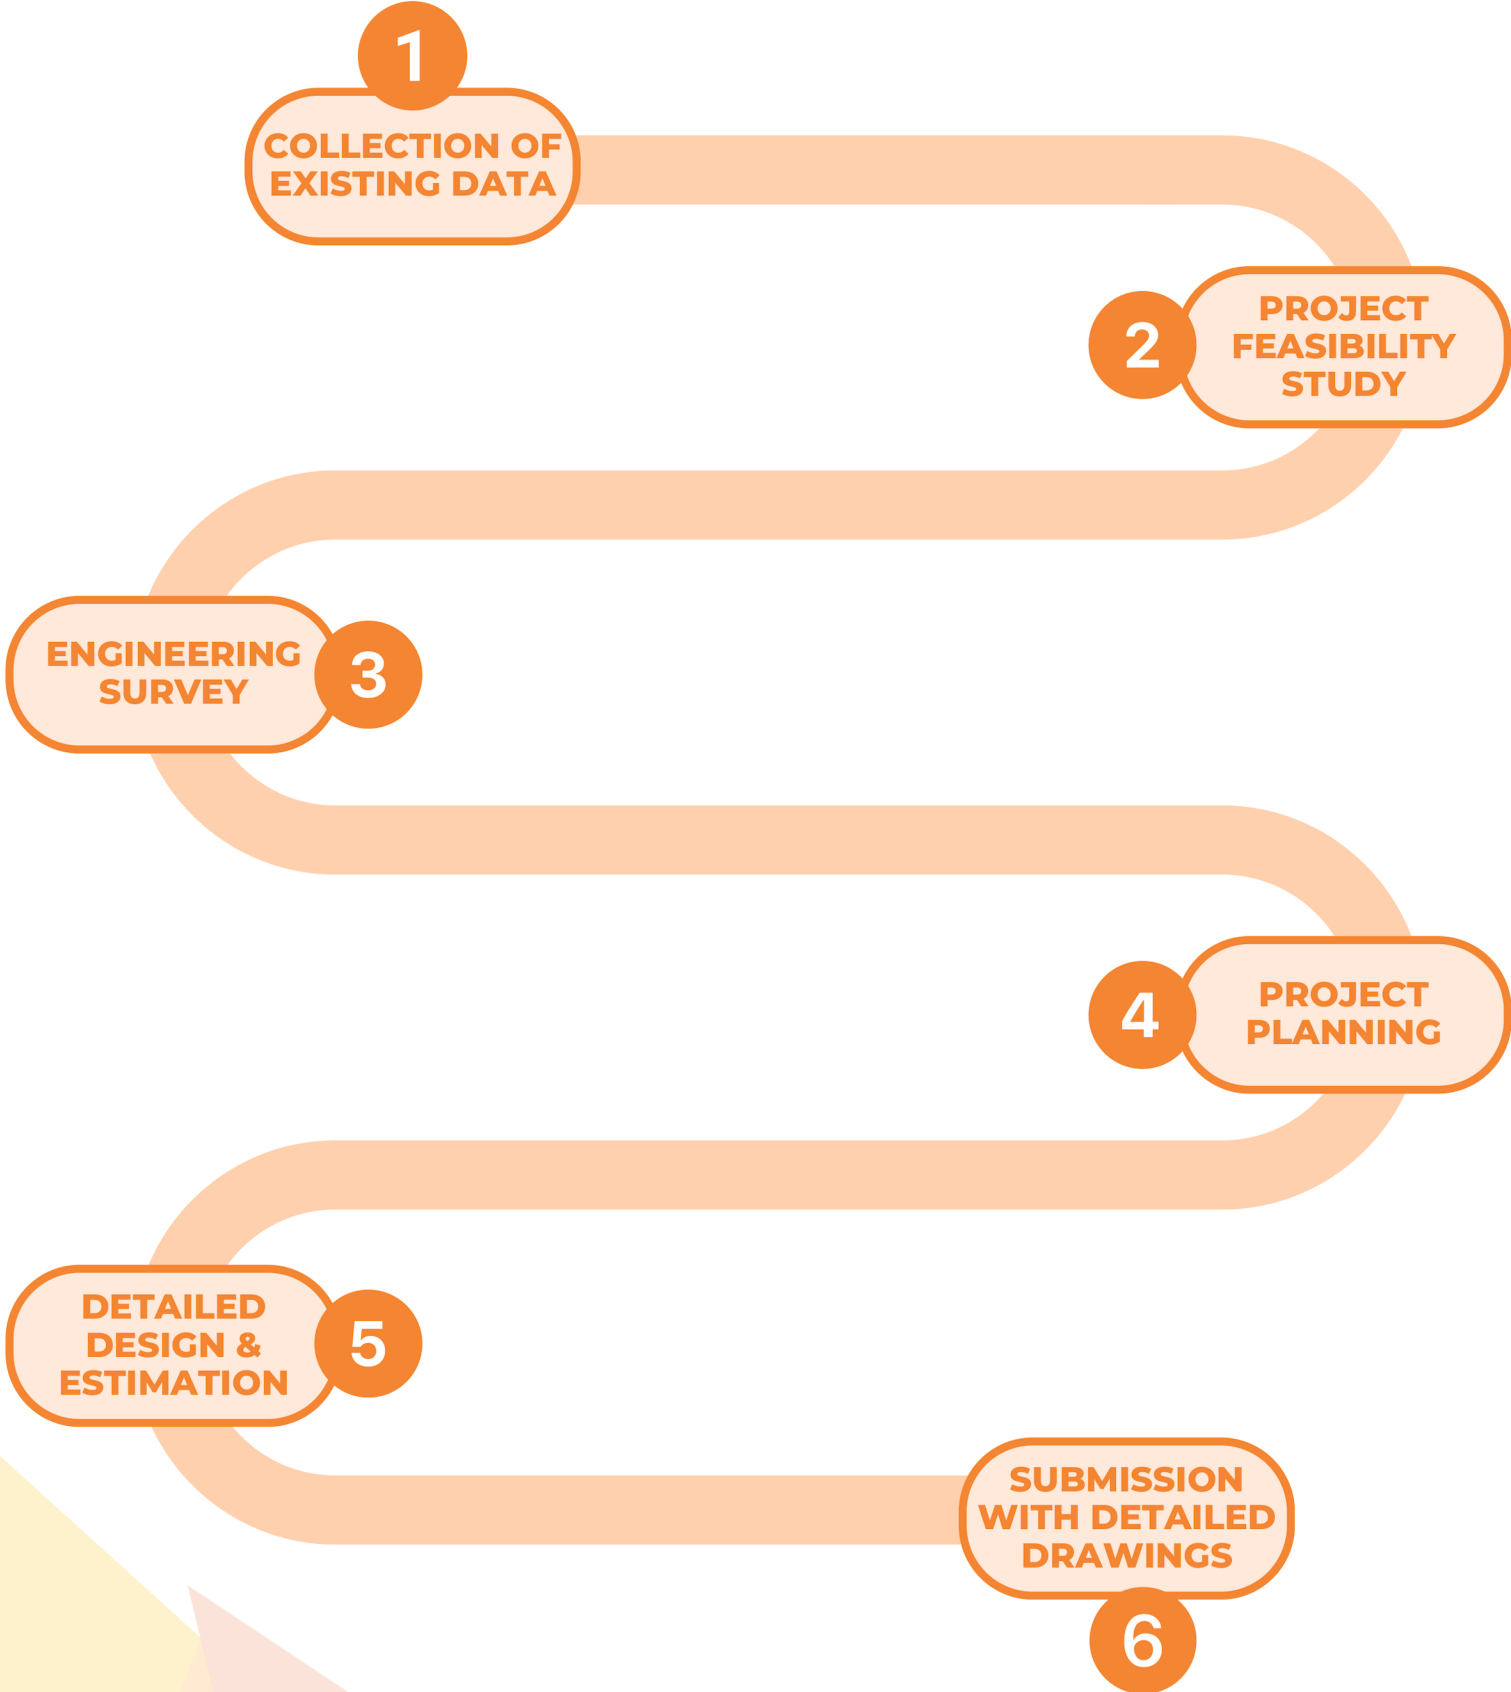 1
COLLECTION OF
EXISTING DATA
2
PROJECT
FEASIBILITY
STUDY
ENGINEERING
SURVEY
3
4
PROJECT
PLANNING
DETAILED
DESIGN &
ESTIMATION
5
SUBMISSION
WITH DETAILED
DRAWINGS
6